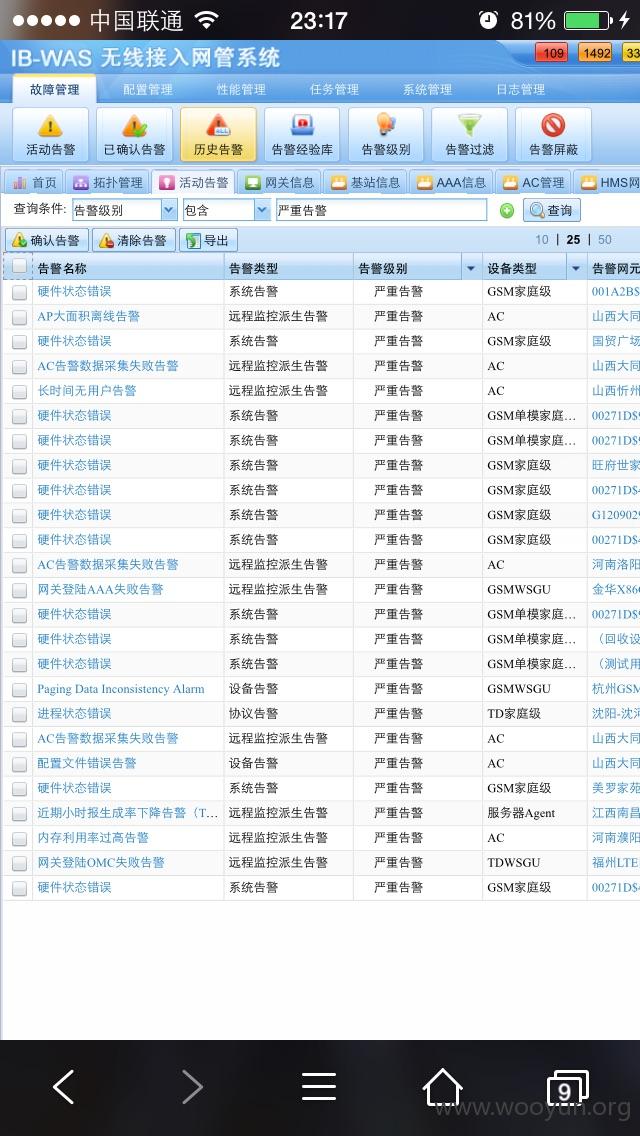 中国联通 23:17 81%
IB-WAS 无线接入网管系统 109 1492 33
故障管理 配置管理 性能管理 任务管理 系统管理 日志管理
活动告警 已确认告警 历史告警 告警经验库 告警级别 告警过滤 告警屏蔽
首页 拓扑管理 活动告警 网关信息 基站信息 AAA信息 AC管理 HMS网
查询条件: 告警级别 包含 严重告警 查询
确认告警 清除告警 导出 10 | 25 | 50
告警名称 告警类型 告警级别 设备类型 告警网元
硬件状态错误 系统告警 严重告警 GSM家庭级 001A2B$
AP大面积离线告警 远程监控派生告警 严重告警 AC 山西大同
硬件状态错误 系统告警 严重告警 GSM家庭级 国贸广场
AC告警数据采集失败告警 远程监控派生告警 严重告警 AC 山西大同
长时间无用户告警 远程监控派生告警 严重告警 AC 山西忻州
硬件状态错误 系统告警 严重告警 GSM单模家庭… 00271D$
硬件状态错误 系统告警 严重告警 GSM单模家庭… 00271D$
硬件状态错误 系统告警 严重告警 GSM家庭级 旺府世家
硬件状态错误 系统告警 严重告警 GSM家庭级 00271D$
硬件状态错误 系统告警 严重告警 GSM家庭级 G120902
硬件状态错误 系统告警 严重告警 GSM家庭级 00271D$
AC告警数据采集失败告警 远程监控派生告警 严重告警 AC 河南洛阳
网关登陆AAA失败告警 远程监控派生告警 严重告警 GSMWSGU 金华X86
硬件状态错误 系统告警 严重告警 GSM单模家庭… 00271D$
硬件状态错误 系统告警 严重告警 GSM单模家庭… （回收设
硬件状态错误 系统告警 严重告警 GSM单模家庭… （测试用
Paging Data Inconsistency Alarm 设备告警 严重告警 GSMWSGU 杭州GSM
进程状态错误 协议告警 严重告警 TD家庭级 沈阳-沈河
AC告警数据采集失败告警 远程监控派生告警 严重告警 AC 山西大同
配置文件错误告警 设备告警 严重告警 AC 山西大同
硬件状态错误 系统告警 严重告警 GSM家庭级 美罗家苑
近期小时报生成率下降告警（T… 远程监控派生告警 严重告警 服务器Agent 江西南昌
内存利用率过高告警 远程监控派生告警 严重告警 AC 河南濮阳
网关登陆OMC失败告警 远程监控派生告警 严重告警 TDWSGU 福州LTE
硬件状态错误 系统告警 严重告警 GSM家庭级 00271D$
9
www.wooyun.org